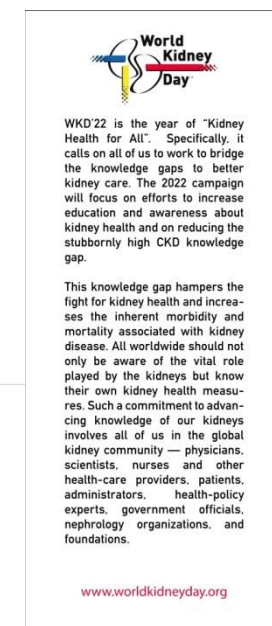 World
Kidney
Day
WKD'22 is the year of "Kidney
Health for All". Specifically, it
calls on all of us to work to bridge
the knowledge gaps to better
kidney care. The 2022 campaign
will focus on efforts to increase
education and awareness about
kidney health and on reducing the
stubbornly high CKD knowledge
gap.
This knowledge gap hampers the
fight for kidney health and increa-
ses the inherent morbidity and
mortality associated with kidney
disease. All worldwide should not
only be aware of the vital role
played by the kidneys but know
their own kidney health measu-
res. Such a commitment to advan-
cing knowledge of our kidneys
involves all of us in the global
kidney community — physicians,
scientists, nurses and other
health-care providers, patients,
administrators, health-policy
experts, government officials,
nephrology organizations, and
foundations.
www.worldkidneyday.org